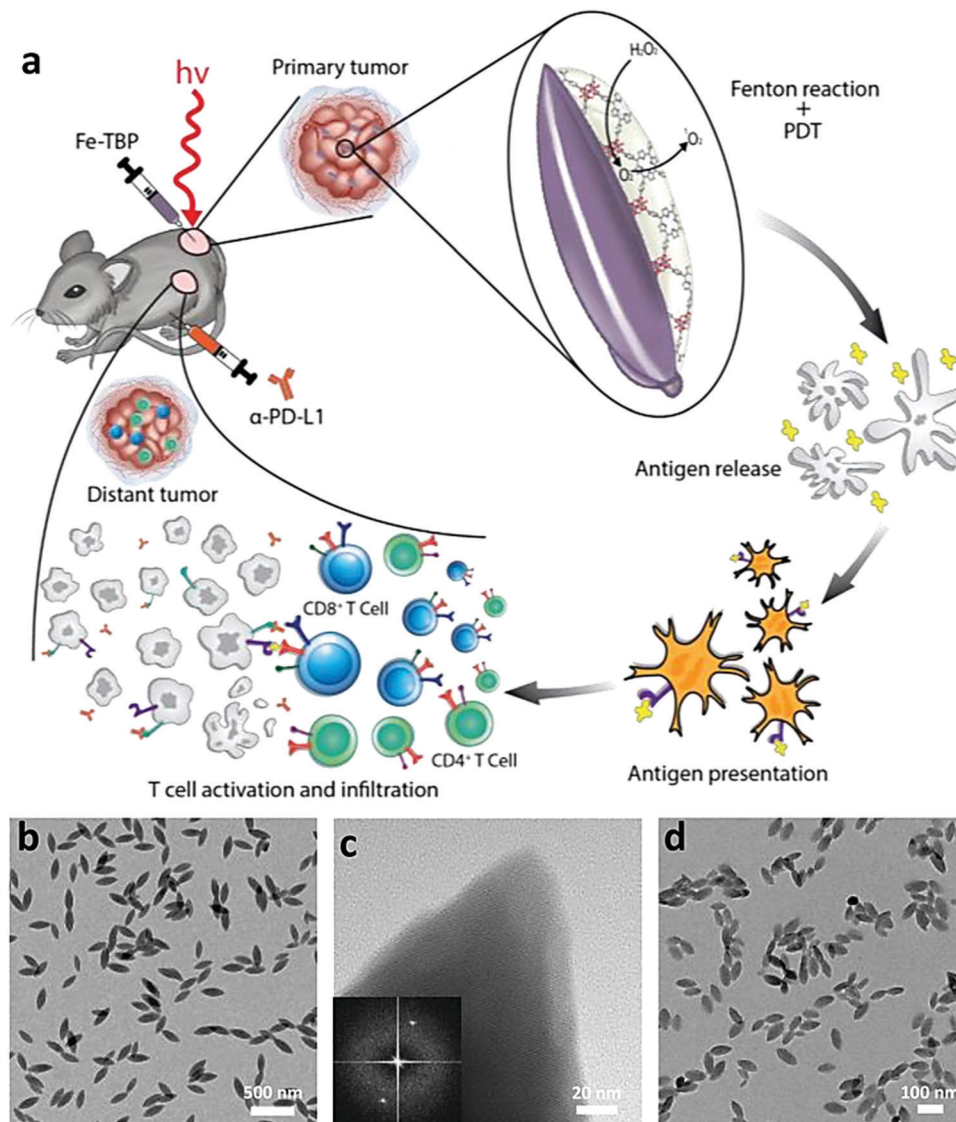 a
hv
Primary tumor
Fe-TBP
H₂O₂
O₂
¹O₂
Fenton reaction
+
PDT
α-PD-L1
Distant tumor
Antigen release
CD8⁺ T Cell
CD4⁺ T Cell
T cell activation and infiltration
Antigen presentation
b
500 nm
c
20 nm
d
100 nm